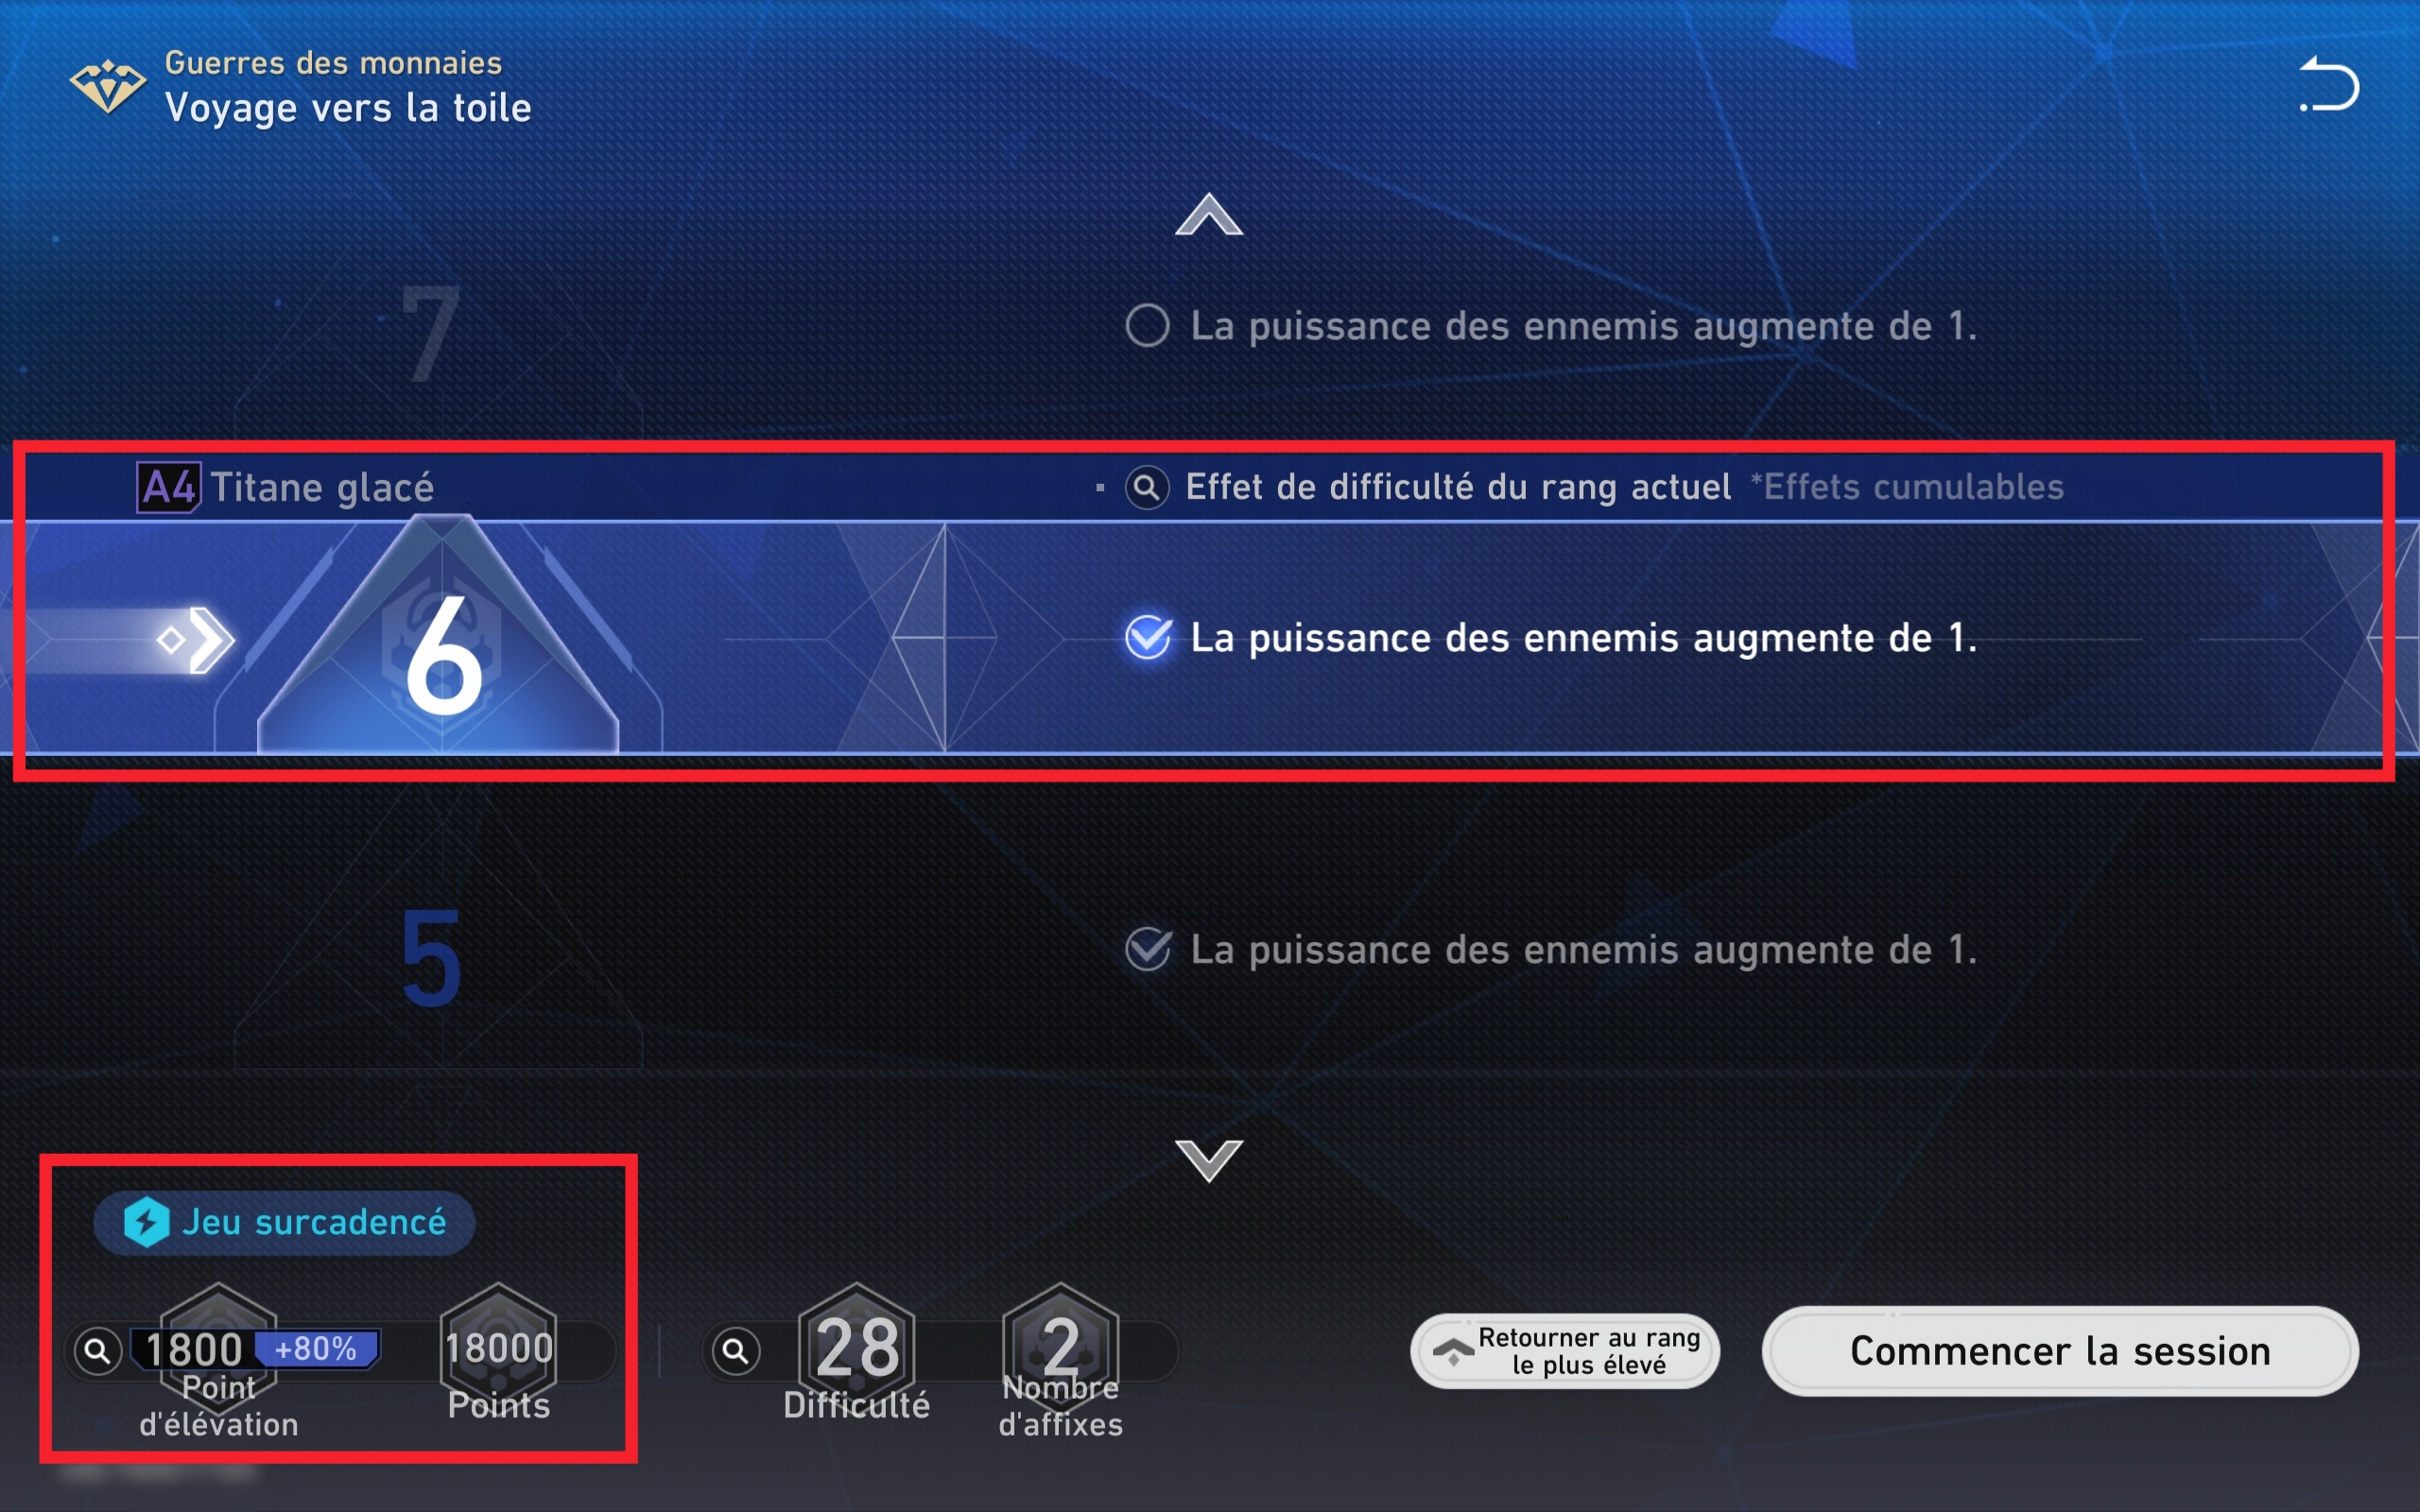 Guerres des monnaies
Voyage vers la toile
7
La puissance des ennemis augmente de 1.
A4 Titane glacé
Effet de difficulté du rang actuel *Effets cumulables
6
La puissance des ennemis augmente de 1.
5
La puissance des ennemis augmente de 1.
Jeu surcadencé
1800 +80%
Point
d'élévation
18000
Points
28
Difficulté
2
Nombre
d'affixes
Retourner au rang
le plus élevé
Commencer la session